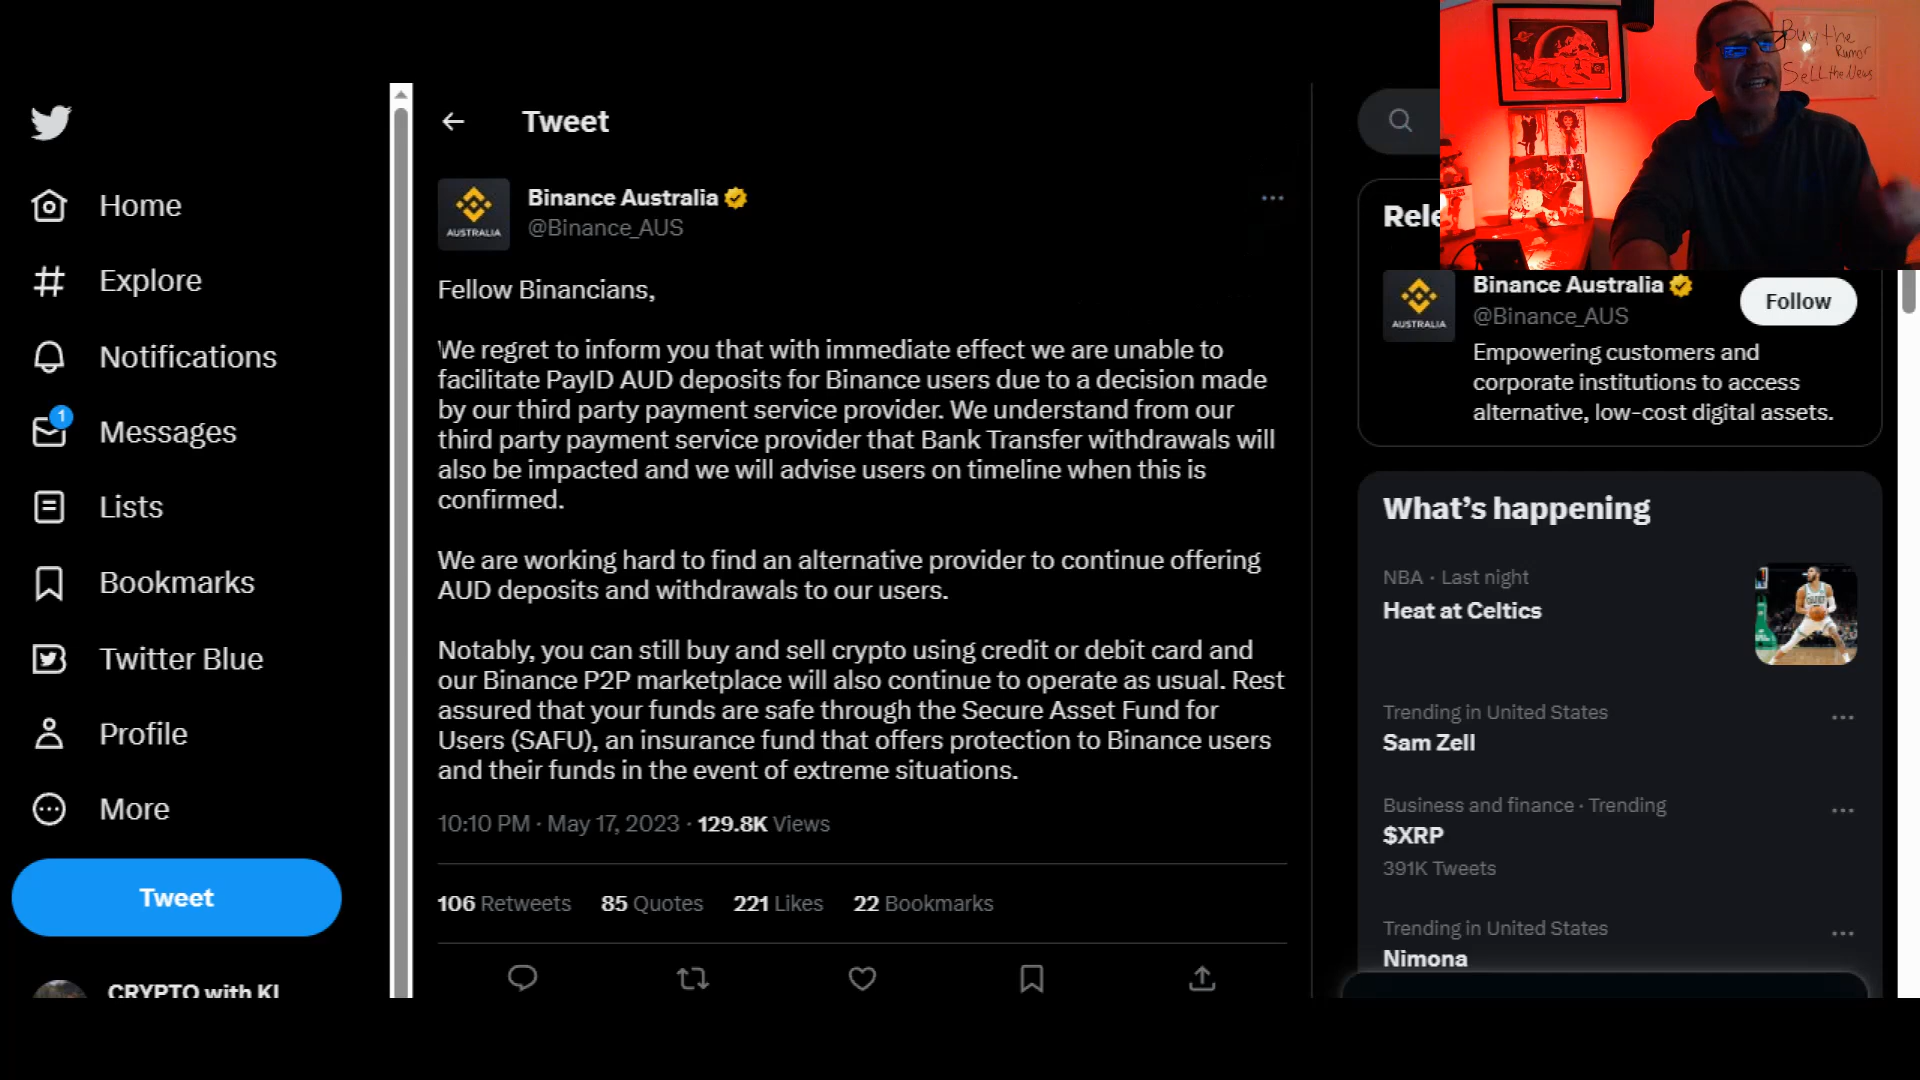 Home
Explore
Notifications
1
Messages
Lists
Bookmarks
Twitter Blue
Profile
More
Tweet
CRYPTO with KL
Tweet
AUSTRALIA
Binance Australia
@Binance_AUS
Fellow Binancians,
We regret to inform you that with immediate effect we are unable to
facilitate PayID AUD deposits for Binance users due to a decision made
by our third party payment service provider. We understand from our
third party payment service provider that Bank Transfer withdrawals will
also be impacted and we will advise users on timeline when this is
confirmed.
We are working hard to find an alternative provider to continue offering
AUD deposits and withdrawals to our users.
Notably, you can still buy and sell crypto using credit or debit card and
our Binance P2P marketplace will also continue to operate as usual. Rest
assured that your funds are safe through the Secure Asset Fund for
Users (SAFU), an insurance fund that offers protection to Binance users
and their funds in the event of extreme situations.
10:10 PM · May 17, 2023 · 129.8K Views
106 Retweets 85 Quotes 221 Likes 22 Bookmarks
Buy the
Rumor
SeLL the News
Rele
AUSTRALIA
Binance Australia
@Binance_AUS
Follow
Empowering customers and
corporate institutions to access
alternative, low-cost digital assets.
What's happening
NBA · Last night
Heat at Celtics
Trending in United States
Sam Zell
Business and finance · Trending
$XRP
391K Tweets
Trending in United States
Nimona